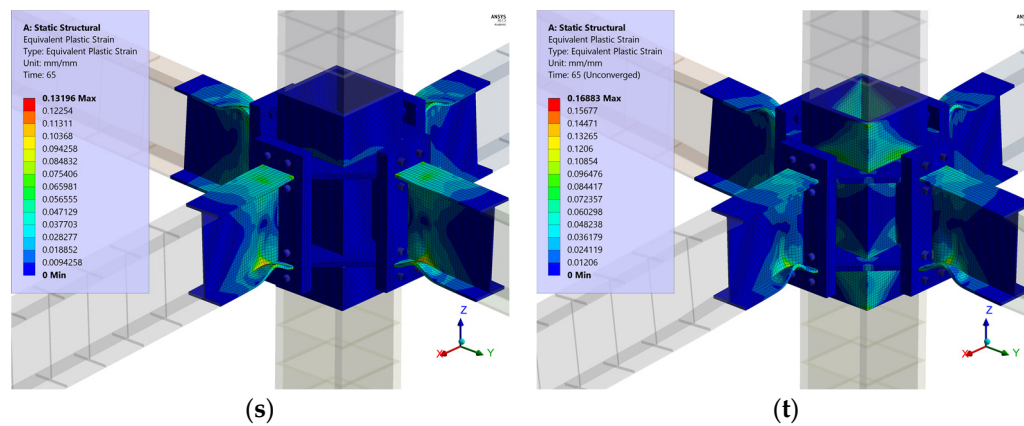 ANSYS
A: Static Structural
Equivalent Plastic Strain
Type: Equivalent Plastic Strain
Unit: mm/mm
Time: 65
0.13196 Max
0.12254
0.11311
0.10368
0.094258
0.084832
0.075406
0.065981
0.056555
0.047129
0.037703
0.028277
0.018852
0.0094258
0 Min
Z
X
Y
(s)
ANSYS
A: Static Structural
Equivalent Plastic Strain
Type: Equivalent Plastic Strain
Unit: mm/mm
Time: 65 (Unconverged)
0.16883 Max
0.15677
0.14471
0.13265
0.1206
0.10854
0.096476
0.084417
0.072357
0.060298
0.048238
0.036179
0.024119
0.01206
0 Min
Z
X
Y
(t)